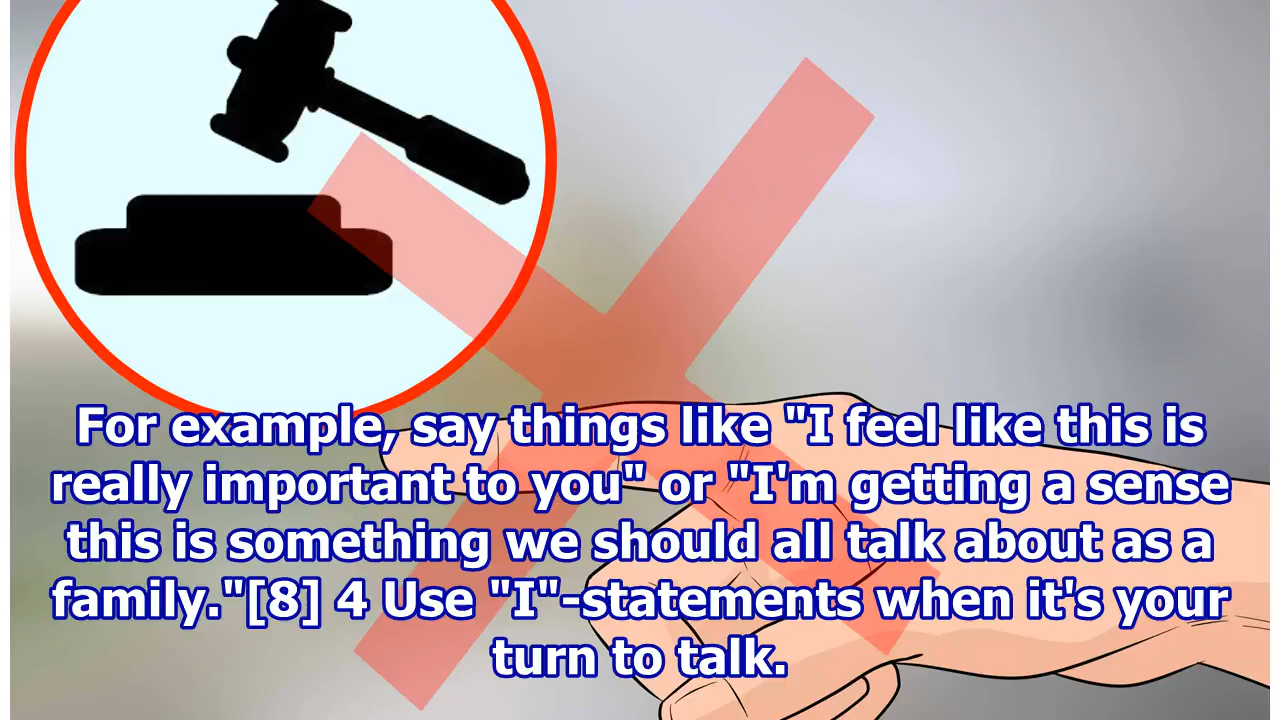 For example, say things like "I feel like this is
really important to you" or "I'm getting a sense
this is something we should all talk about as a
family."[8] 4 Use "I"-statements when it's your
turn to talk.